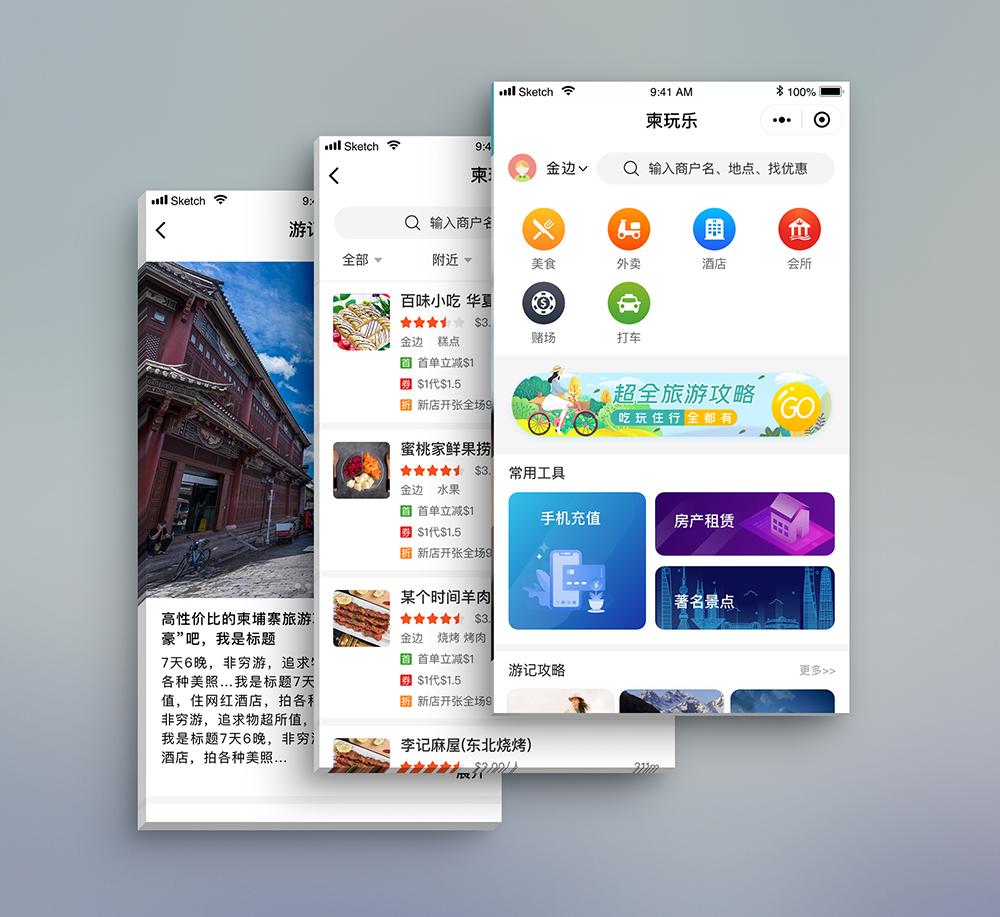 Sketch 9:41 AM 100%
柬玩乐
金边 输入商户名、地点、找优惠
美食 外卖 酒店 会所
赌场 打车
超全旅游攻略
吃玩住行全都有
GO
常用工具
手机充值
房产租赁
著名景点
游记攻略 更多>>
Sketch 9:4
柬
输入商户名
全部 附近
百味小吃 华夏
$3.
金边 糕点
首 首单立减$1
券 $1代$1.5
折 新店开张全场9
蜜桃家鲜果捞
$3.
金边 水果
首 首单立减$1
券 $1代$1.5
折 新店开张全场9
某个时间羊肉
$3.
金边 烧烤 烤肉
首 首单立减$1
券 $1代$1.5
折 新店开张全场9
李记麻屋(东北烧烤)
Sketch 9:
游记
高性价比的柬埔寨旅游
豪”吧，我是标题
7天6晚，非穷游，追求物
各种美照...我是标题7天
值，住网红酒店，拍各种
非穷游，追求物超所值，
我是标题7天6晚，非穷游
酒店，拍各种美照...